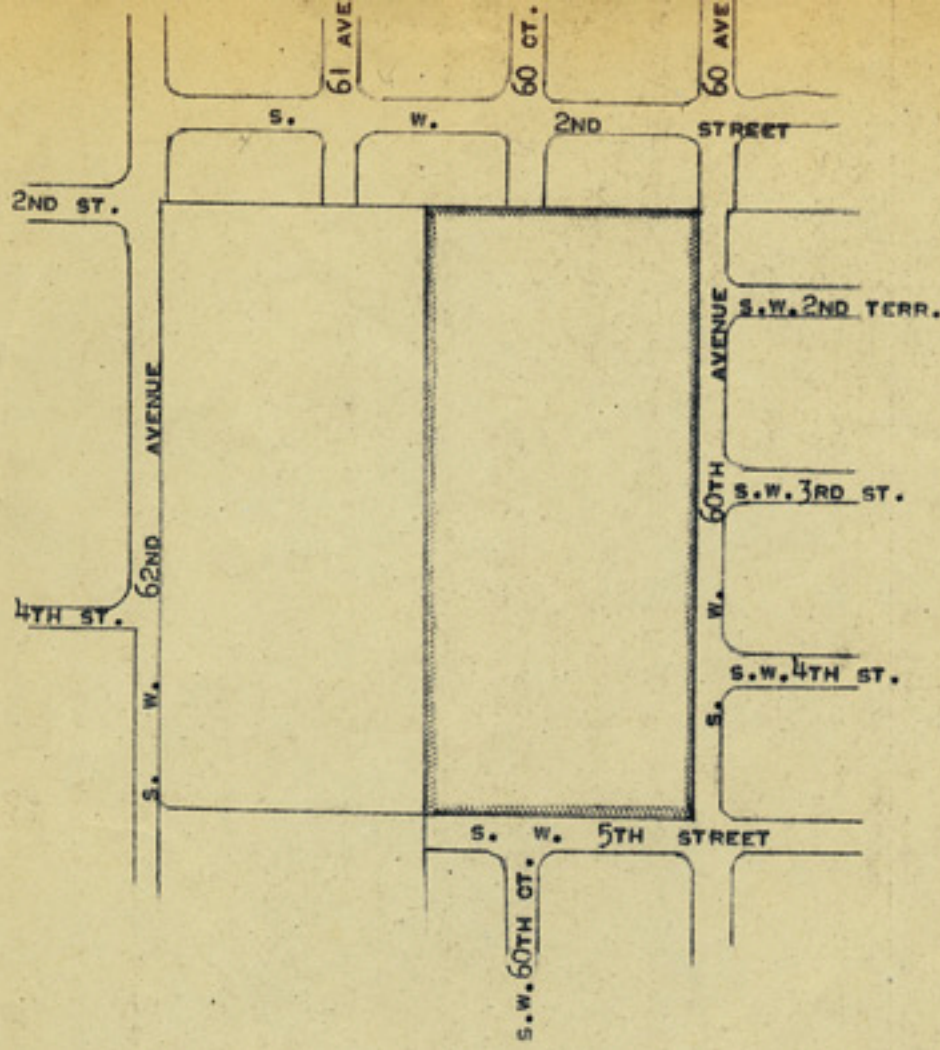 61 AVE
60 CT.
60 AVE
S. W. 2ND STREET
2ND ST.
S.W. 2ND TERR.
S. W. 62ND AVENUE
S. W. 60TH AVENUE
S.W. 3RD ST.
4TH ST.
S.W. 4TH ST.
S. W. 5TH STREET
S.W. 60TH CT.